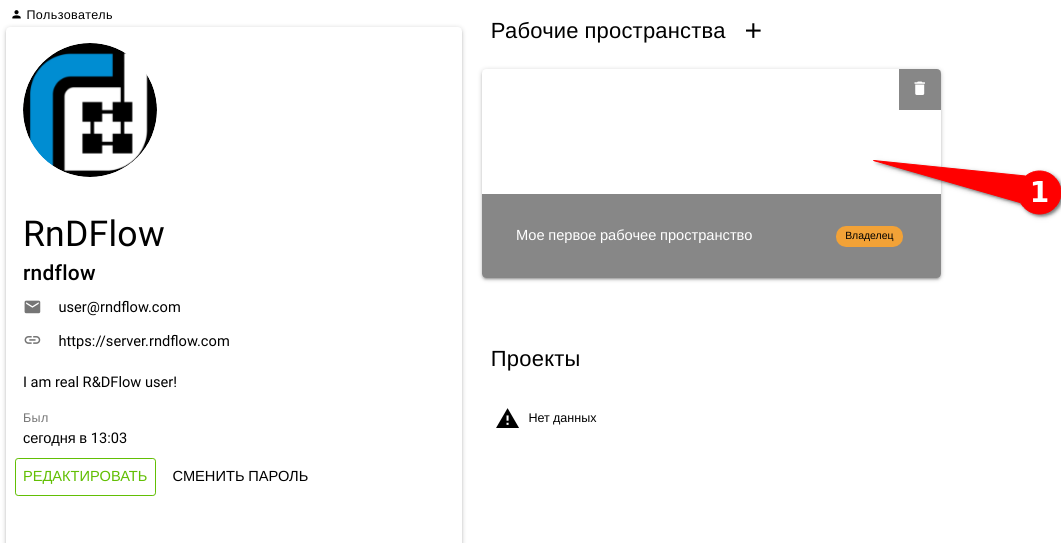 Пользователь
RnDFlow
rndflow
user@rndflow.com
https://server.rndflow.com
I am real R&DFlow user!
Был
сегодня в 13:03
РЕДАКТИРОВАТЬ СМЕНИТЬ ПАРОЛЬ
Рабочие пространства +
Мое первое рабочее пространство Владелец
1
Проекты
Нет данных